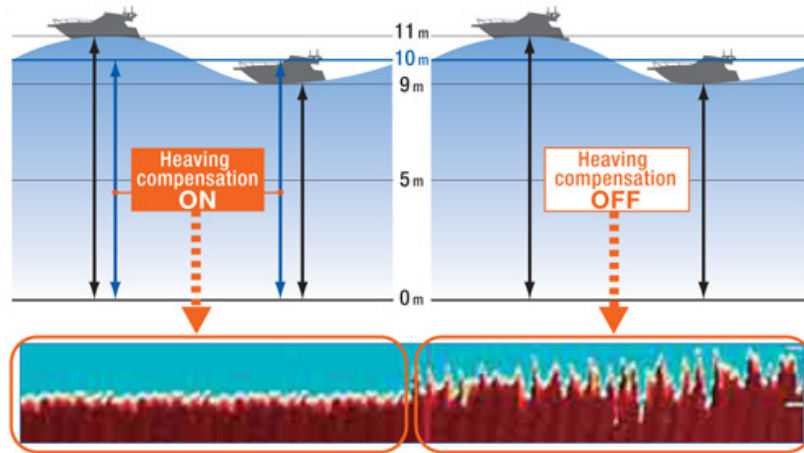 11 m
10 m
9 m
5 m
0 m
Heaving
compensation
ON
Heaving
compensation
OFF